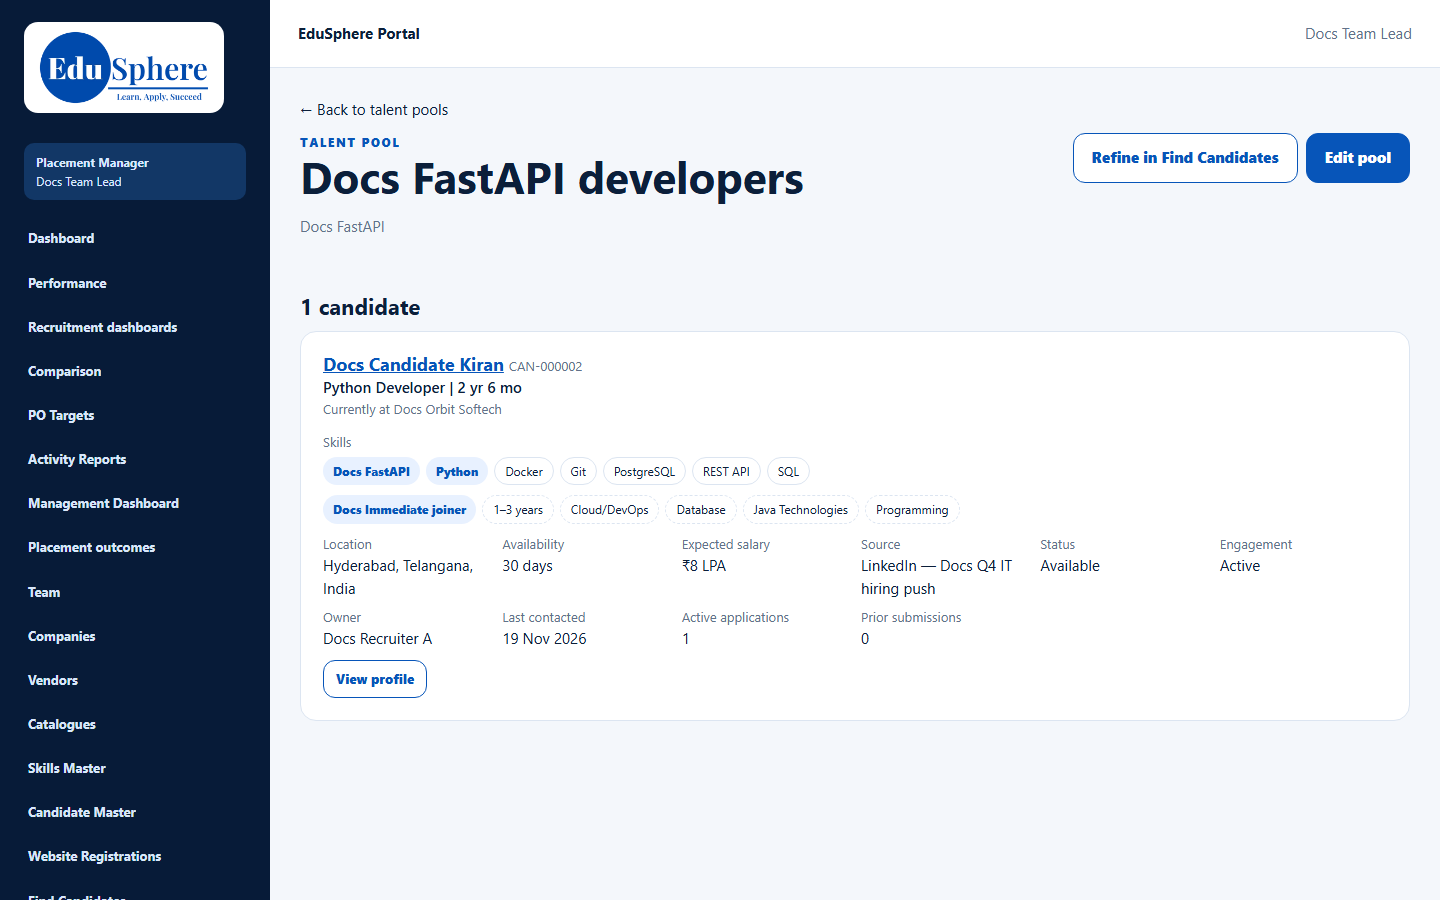 Edu Sphere
Learn, Apply, Succeed
Placement Manager
Docs Team Lead
Dashboard
Performance
Recruitment dashboards
Comparison
PO Targets
Activity Reports
Management Dashboard
Placement outcomes
Team
Companies
Vendors
Catalogues
Skills Master
Candidate Master
Website Registrations
Find Candidates
EduSphere Portal
Docs Team Lead
← Back to talent pools
TALENT POOL
Docs FastAPI developers
Docs FastAPI
Refine in Find Candidates
Edit pool
1 candidate
Docs Candidate Kiran CAN-000002
Python Developer | 2 yr 6 mo
Currently at Docs Orbit Softech
Skills
Docs FastAPI Python Docker Git PostgreSQL REST API SQL
Docs Immediate joiner 1–3 years Cloud/DevOps Database Java Technologies Programming
Location Availability Expected salary Source Status Engagement
Hyderabad, Telangana, 30 days ₹8 LPA LinkedIn — Docs Q4 IT Available Active
India hiring push
Owner Last contacted Active applications Prior submissions
Docs Recruiter A 19 Nov 2026 1 0
View profile